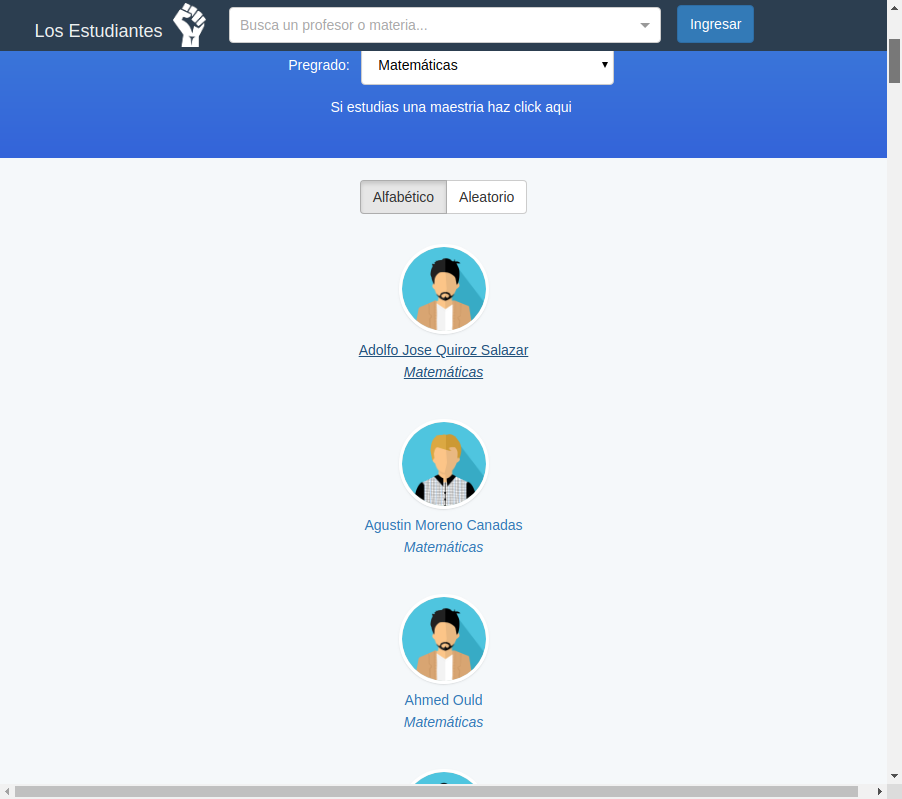 Los Estudiantes
Busca un profesor o materia...
Ingresar
Pregrado:
Matemáticas
Si estudias una maestria haz click aqui
Alfabético
Aleatorio
Adolfo Jose Quiroz Salazar
Matemáticas
Agustin Moreno Canadas
Matemáticas
Ahmed Ould
Matemáticas